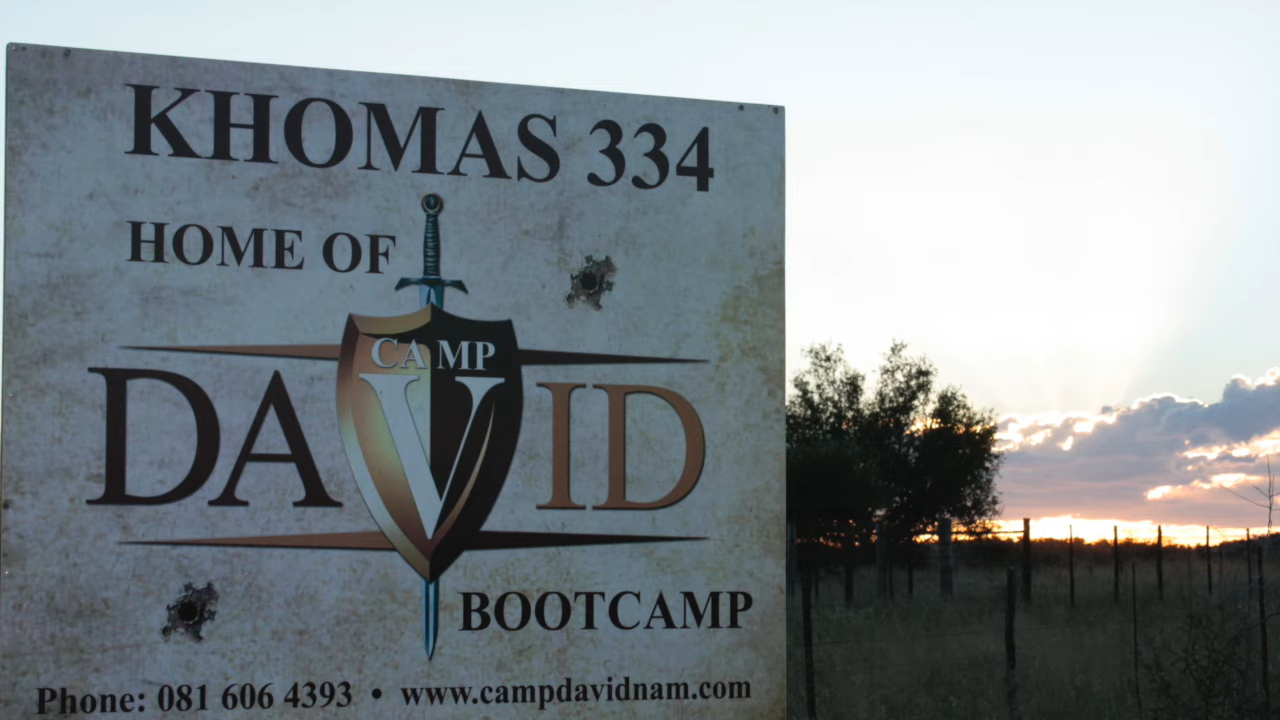 KHOMAS 334
HOME OF
CAMP
DAVID
BOOTCAMP
Phone: 081 606 4393 • www.campdavidnam.com